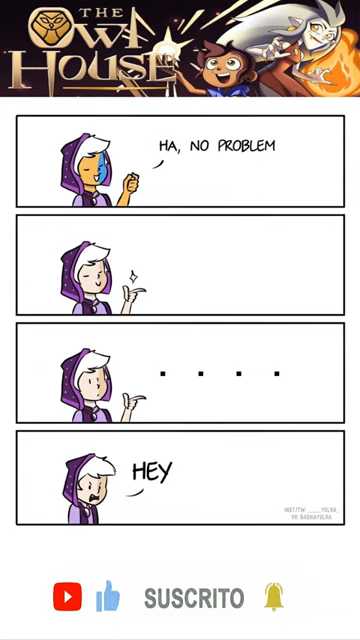 THE
OWL
HOUSE
HA, NO PROBLEM
. . . .
HEY
SUSCRITO